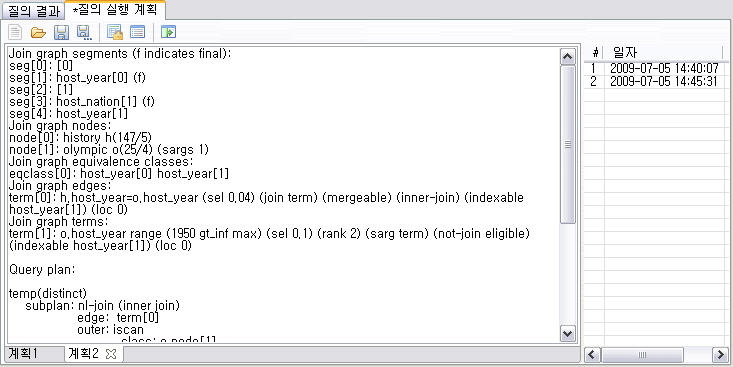 질의 결과
*질의 실행 계획
Join graph segments (f indicates final):
seg[0]: [0]
seg[1]: host_year[0] (f)
seg[2]: [1]
seg[3]: host_nation[1] (f)
seg[4]: host_year[1]
Join graph nodes:
node[0]: history h(147/5)
node[1]: olympic o(25/4) (sargs 1)
Join graph equivalence classes:
eqclass[0]: host_year[0] host_year[1]
Join graph edges:
term[0]: h.host_year=o.host_year (sel 0.04) (join term) (mergeable) (inner-join) (indexable
host_year[1]) (loc 0)
Join graph terms:
term[1]: o.host_year range (1950 gt_inf max) (sel 0.1) (rank 2) (sarg term) (not-join eligible)
(indexable host_year[1]) (loc 0)
Query plan:
temp(distinct)
subplan: nl-join (inner join)
edge: term[0]
outer: iscan
class: o node[1]
계획1
계획2
# 일자
1 2009-07-05 14:40:07
2 2009-07-05 14:45:31